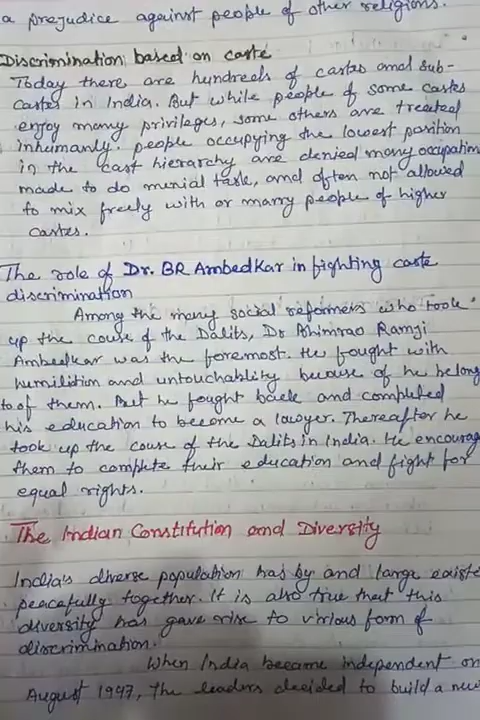 a prejudice against people of other religions.
Discrimination based on caste
Today there are hundreds of castes and sub-
castes in India. But while people of some castes
enjoy many privileges, some others are treated
inhumanly. people occupying the lowest position
in the cast hierarchy are denied many occupation
made to do menial task, and often not allowed
to mix freely with or marry people of higher
castes.
The role of Dr. BR Ambedkar in fighting caste
discrimination
Among the many social reformers who took
up the cause of the Dalits, Dr Bhimrao Ramji
Ambedkar was the foremost. He fought with
humilition and untouchablity because of he belong
to of them. But he fought back and completed
his education to become a lawyer. Thereafter he
took up the cause of the Dalits in India. He encourag
them to complete their education and fight for
equal rights.
The Indian Constitution and Diversity
India's diverse population has by and large existe
peacefully together. It is also true that this
diversity has gave rise to virious form of
discrimination.
When India became independent on
August 1947, The leaders decided to build a new